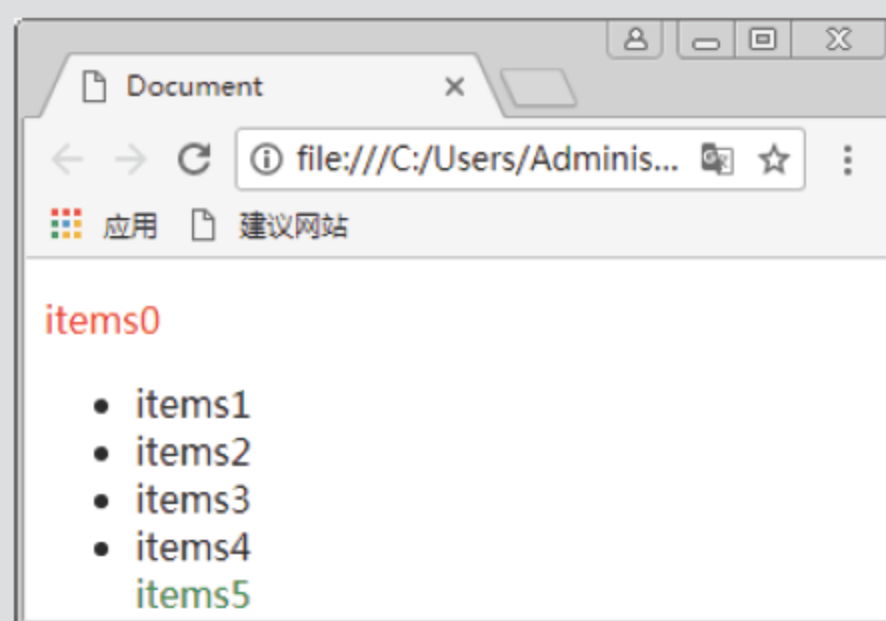 Document
file:///C:/Users/Adminis...
应用 建议网站
items0
items1
items2
items3
items4
items5